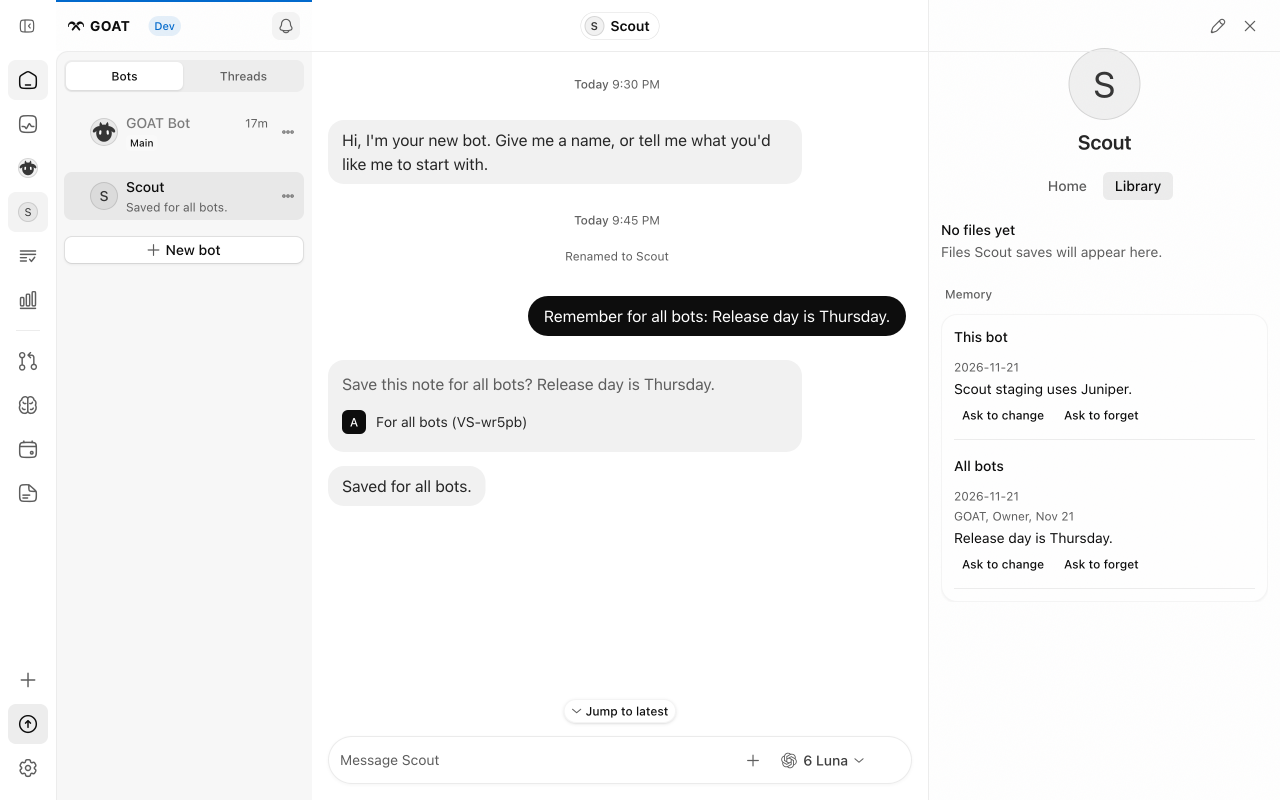 GOAT
Dev
Bots
Threads
GOAT Bot
17m
Main
S
Scout
Saved for all bots.
New bot
S
S Scout
Today 9:30 PM
Hi, I'm your new bot. Give me a name, or tell me what you'd
like me to start with.
Today 9:45 PM
Renamed to Scout
Remember for all bots: Release day is Thursday.
Save this note for all bots? Release day is Thursday.
A For all bots (VS-wr5pb)
Saved for all bots.
Jump to latest
Message Scout
6 Luna
S
Scout
Home
Library
No files yet
Files Scout saves will appear here.
Memory
This bot
2026-11-21
Scout staging uses Juniper.
Ask to change
Ask to forget
All bots
2026-11-21
GOAT, Owner, Nov 21
Release day is Thursday.
Ask to change
Ask to forget